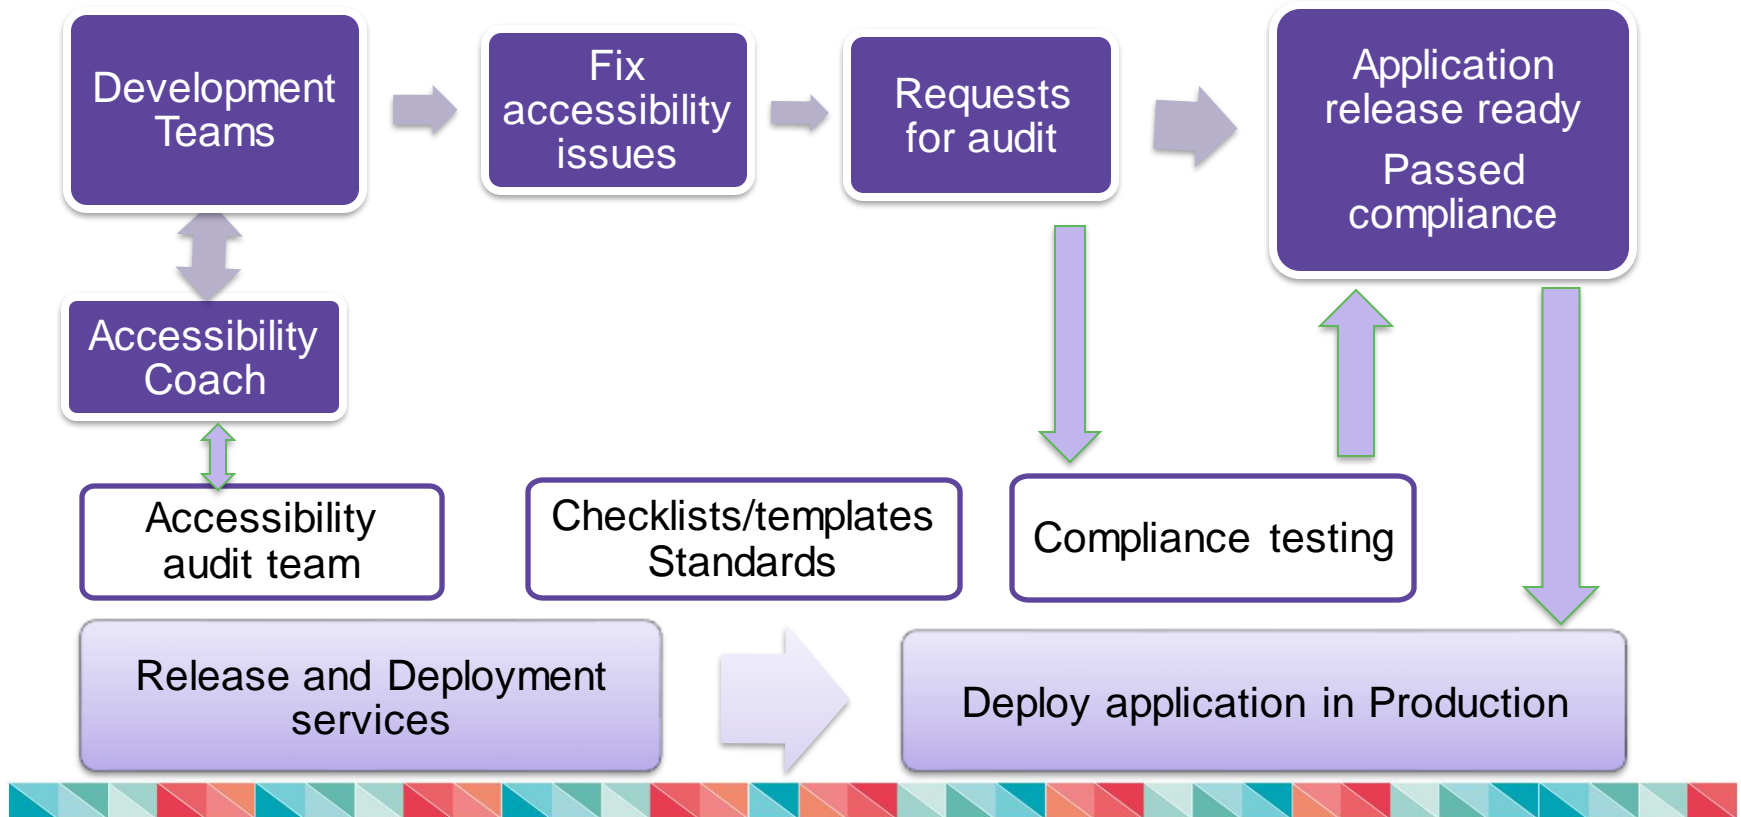 Development
Teams
Fix
accessibility
issues
Requests
for audit
Application
release ready
Passed
compliance
Accessibility
Coach
Accessibility
audit team
Checklists/templates
Standards
Compliance testing
Release and Deployment
services
Deploy application in Production